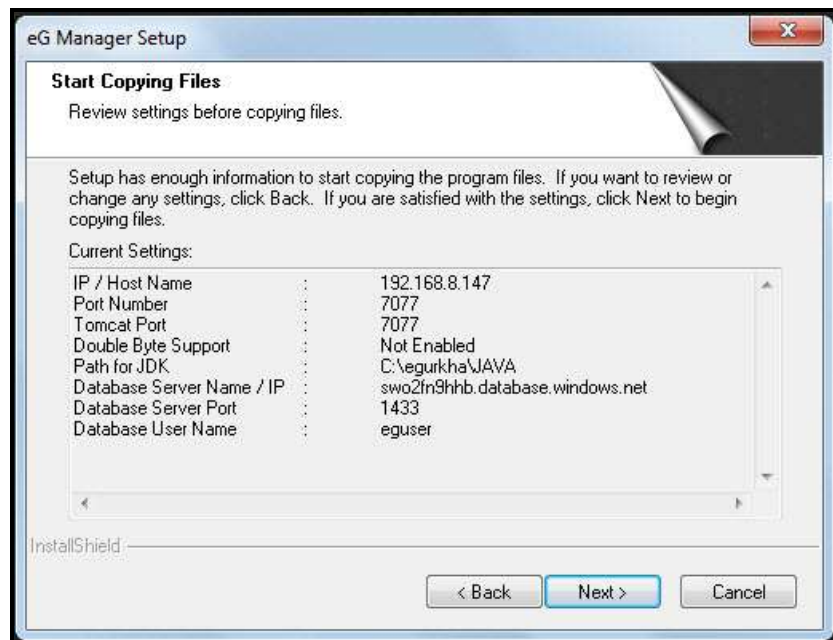 eG Manager Setup
Start Copying Files
Review settings before copying files.
Setup has enough information to start copying the program files. If you want to review or
change any settings, click Back. If you are satisfied with the settings, click Next to begin
copying files.
Current Settings:
IP / Host Name : 192.168.8.147
Port Number : 7077
Tomcat Port : 7077
Double Byte Support : Not Enabled
Path for JDK : C:\egurkha\JAVA
Database Server Name / IP : swo2fn9hhb.database.windows.net
Database Server Port : 1433
Database User Name : eguser
InstallShield
< Back Next > Cancel